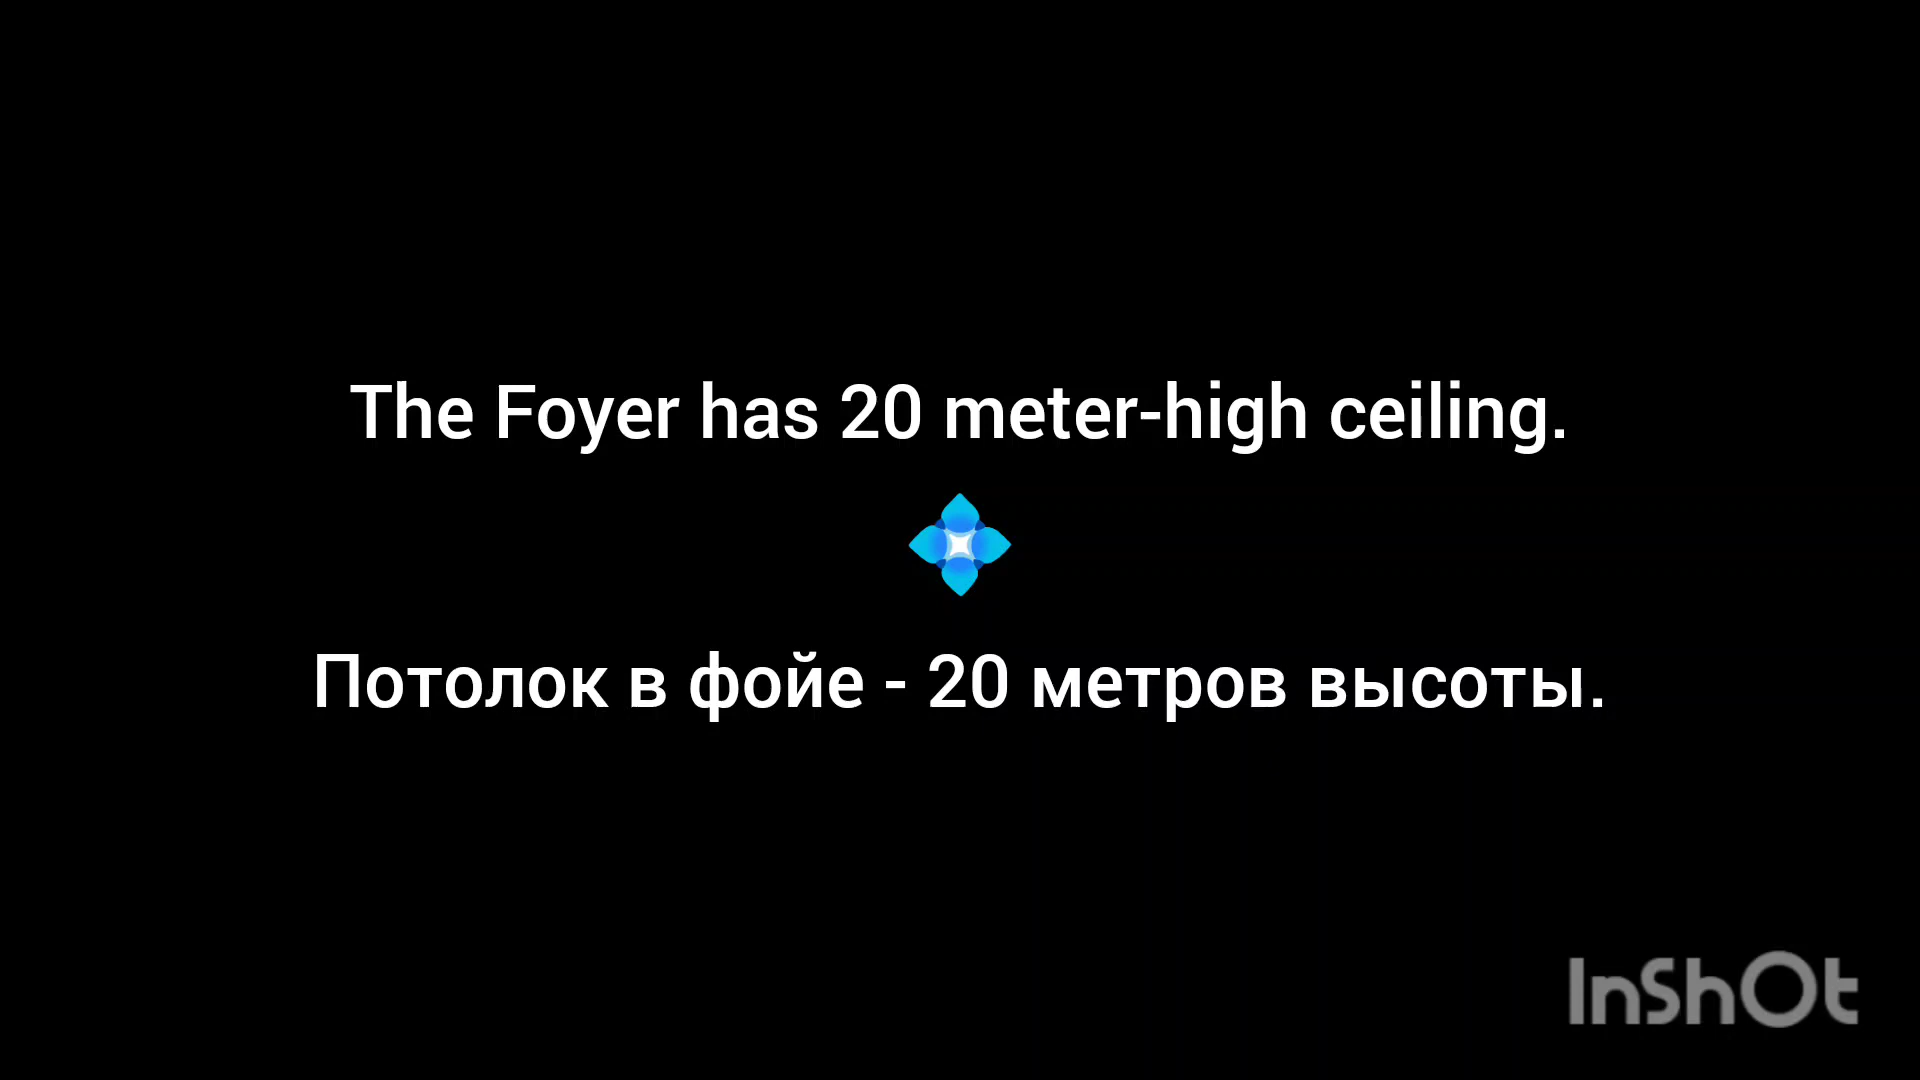 The Foyer has 20 meter-high ceiling.
Потолок в фойе - 20 метров высоты.
InShOt